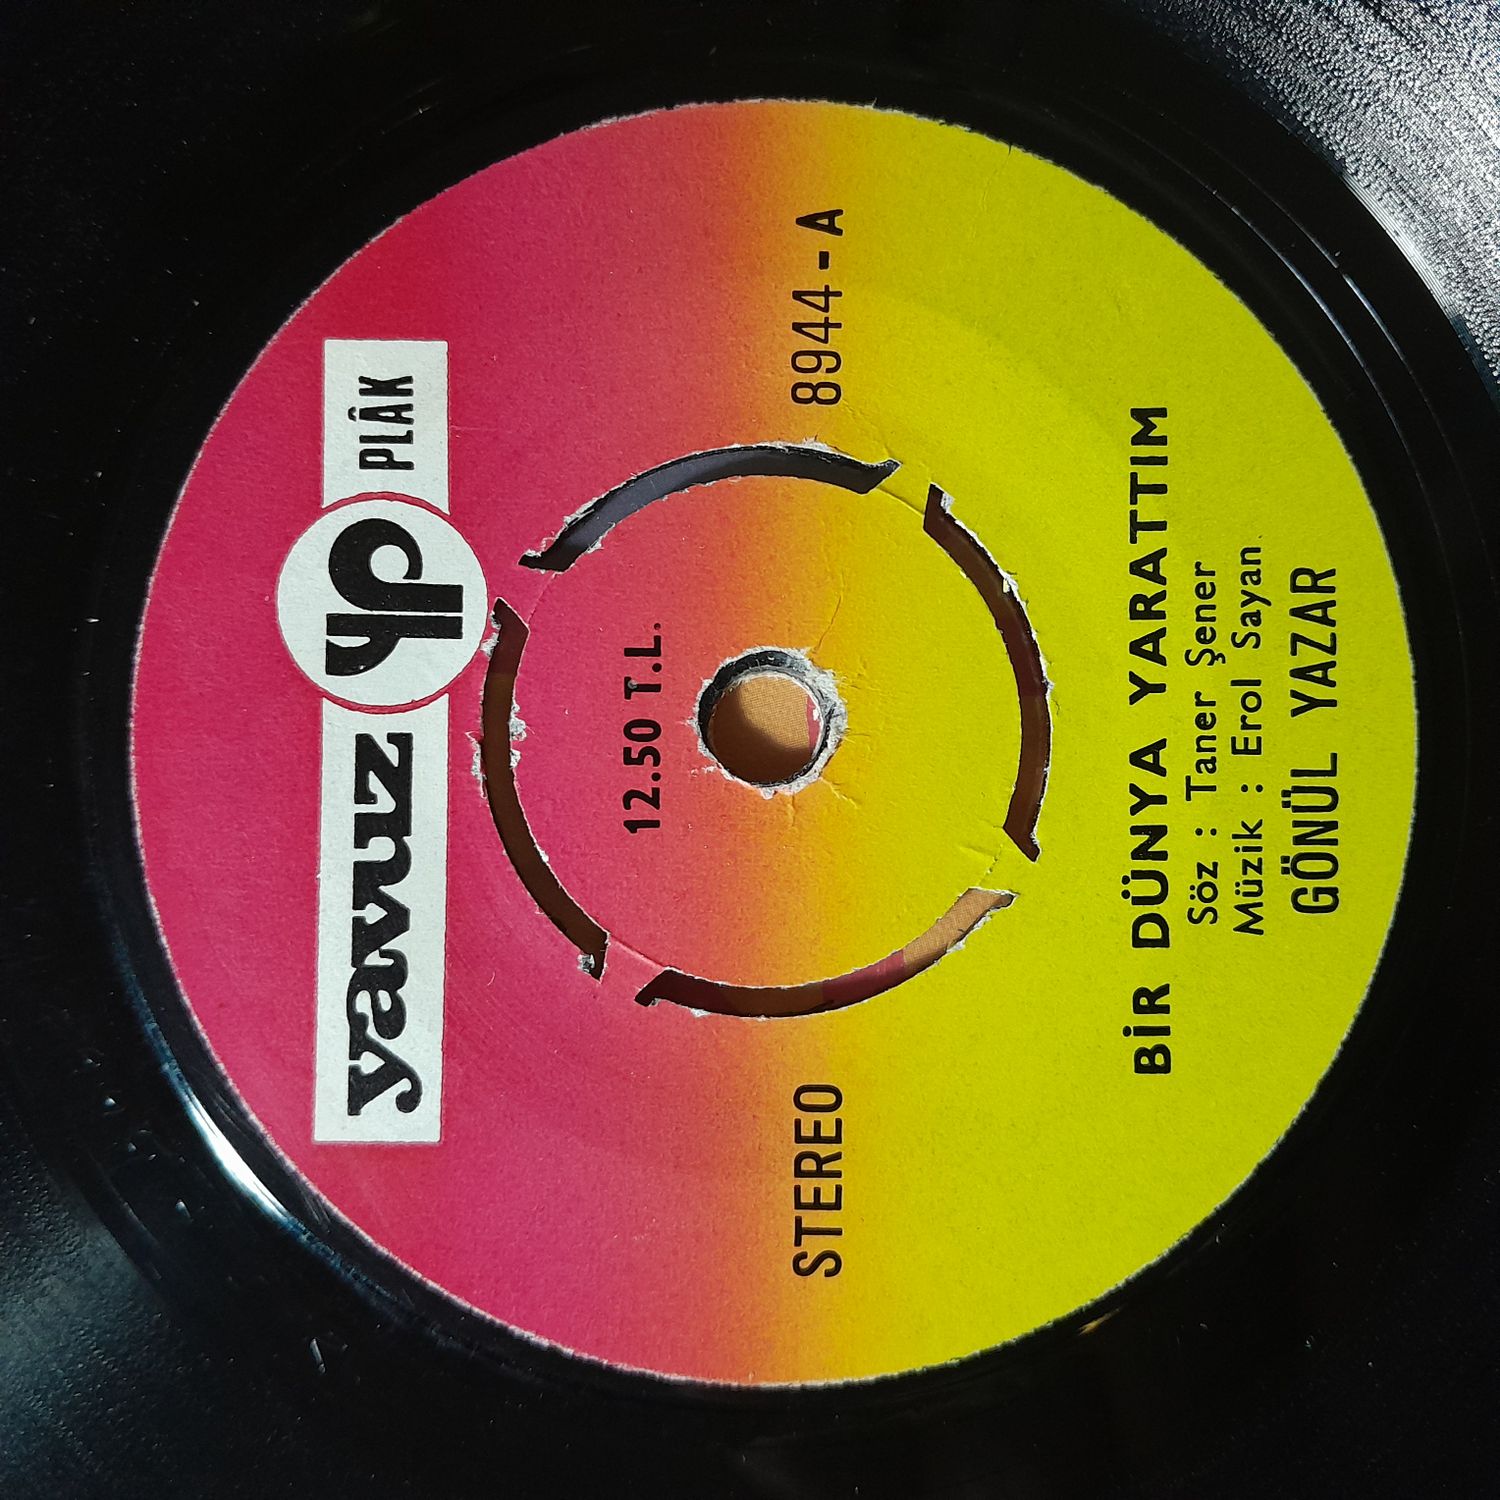 yavuz yp PLÂK
12.50 T.L.
STEREO
8944 - A
BİR DÜNYA YARATTIM
Söz : Taner Şener
Müzik : Erol Sayan
GÖNÜL YAZAR